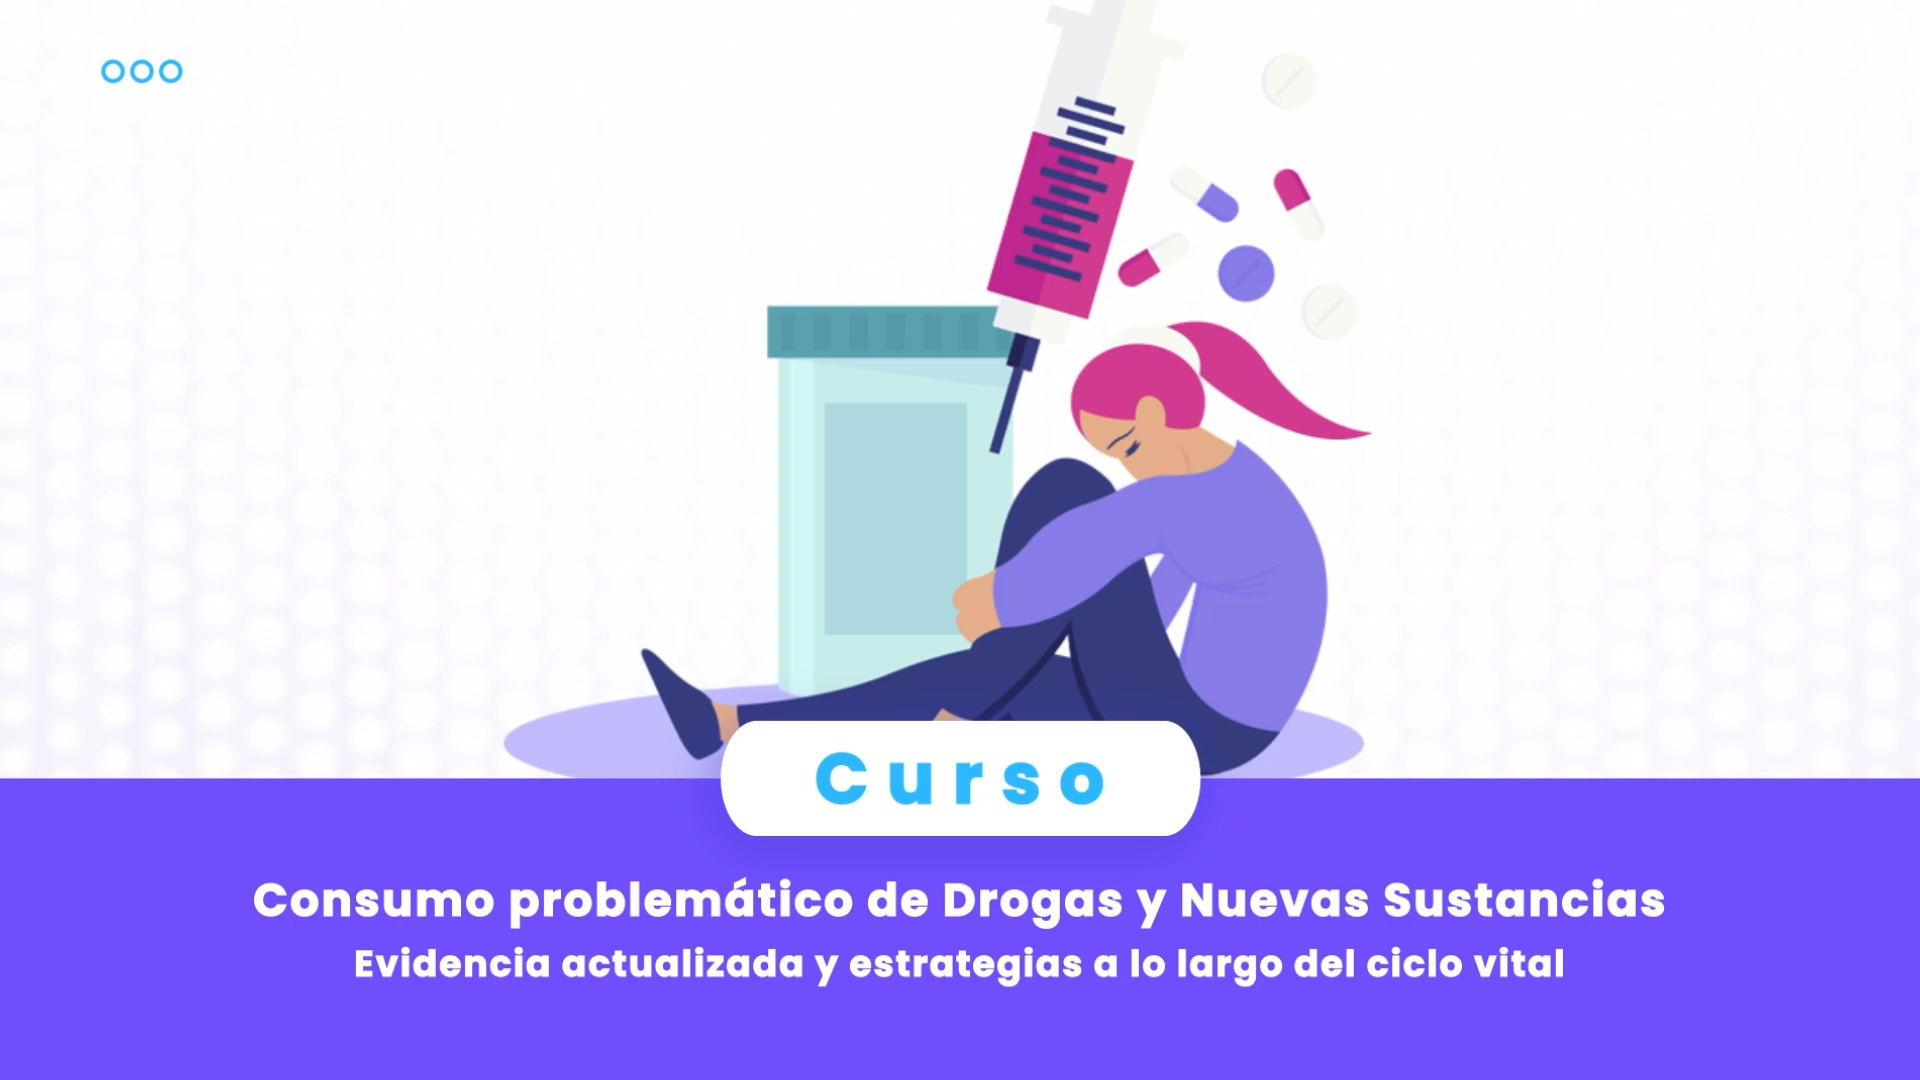 Curso
Consumo problemático de Drogas y Nuevas Sustancias
Evidencia actualizada y estrategias a lo largo del ciclo vital